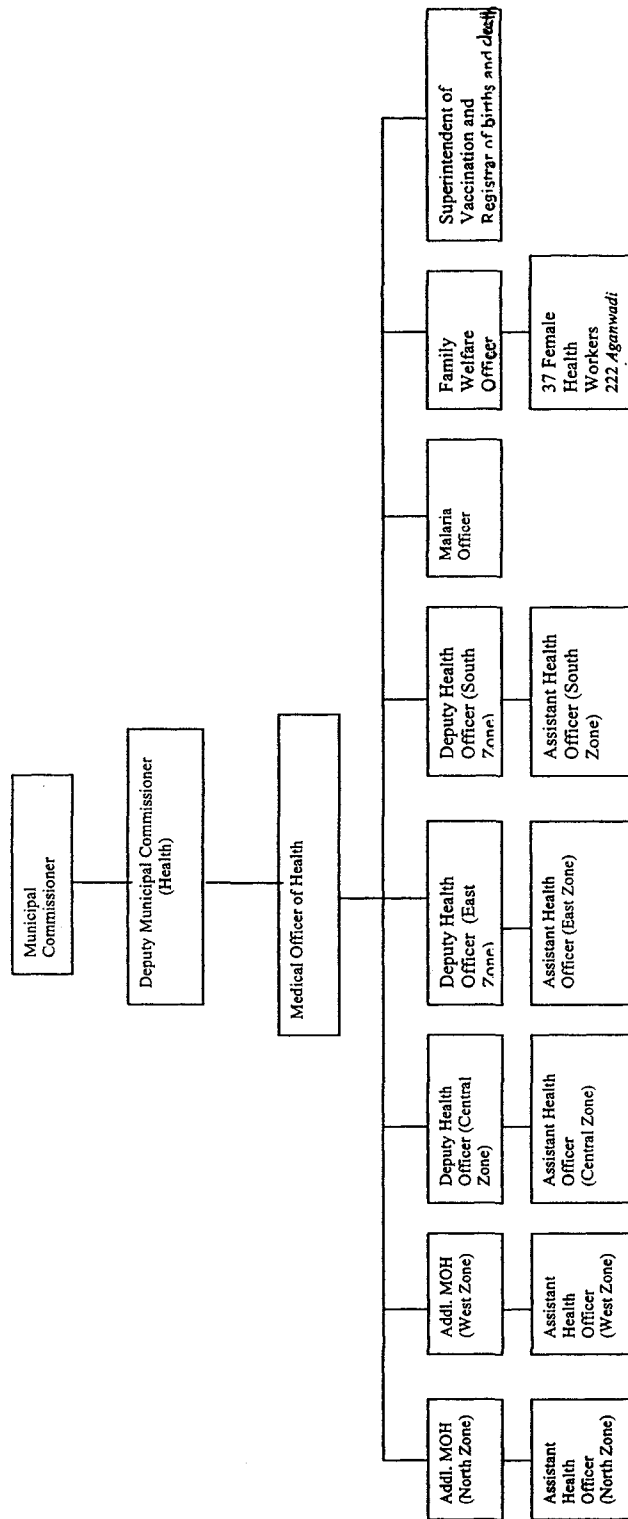 Municipal
Commissioner
Deputy Municipal Commissioner
(Health)
Medical Officer of Health
Addl. MOH
(North Zone)
Addl. MOH
(West Zone)
Deputy Health
Officer (Central
Zone)
Deputy Health
Officer (East
Zone)
Deputy Health
Officer (South
Zone)
Malaria
Officer
Family
Welfare
Officer
Superintendent of
Vaccination and
Registrar of births and death
Assistant
Health
Officer
(North Zone)
Assistant
Health
Officer
(West Zone)
Assistant Health
Officer
(Central Zone)
Assistant Health
Officer (East Zone)
Assistant Health
Officer (South
Zone)
37 Female
Health
Workers
222 Aganwadi